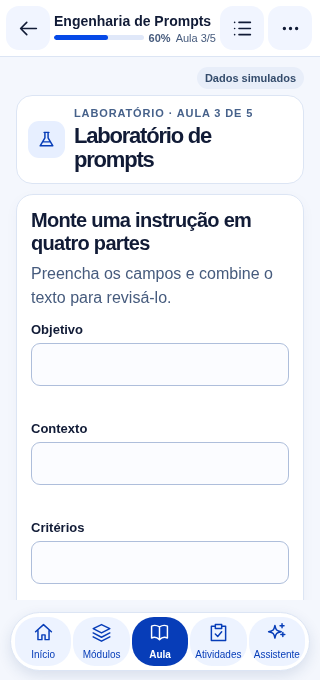 Engenharia de Prompts
60% Aula 3/5
Dados simulados
LABORATÓRIO · AULA 3 DE 5
Laboratório de
prompts
Monte uma instrução em
quatro partes
Preencha os campos e combine o
texto para revisá-lo.
Objetivo
Contexto
Critérios
Início Módulos Aula Atividades Assistente